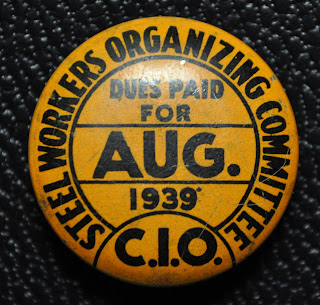 STEEL WORKERS ORGANIZING COMMITTEE
DUES PAID
FOR
AUG.
1939
C.I.O.